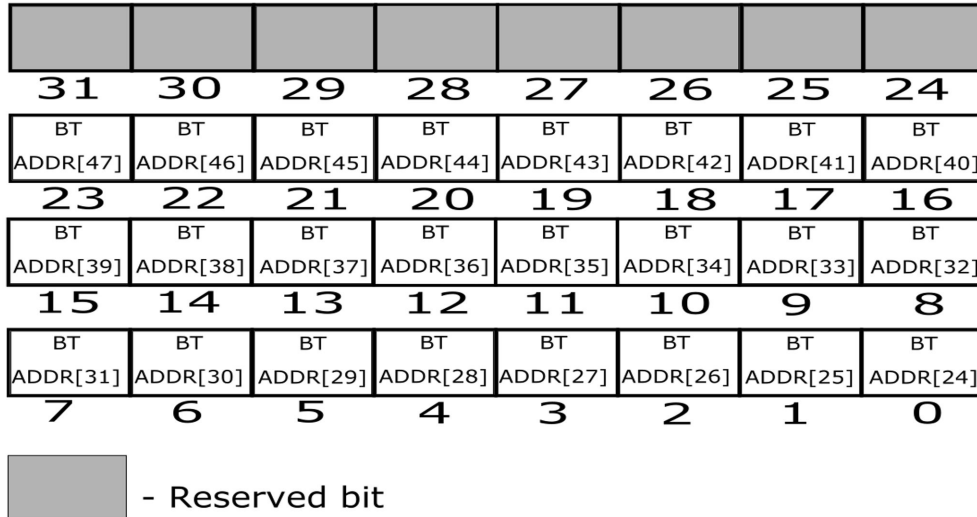 31 30 29 28 27 26 25 24
BT BT BT BT BT BT BT BT
ADDR[47] ADDR[46] ADDR[45] ADDR[44] ADDR[43] ADDR[42] ADDR[41] ADDR[40]
23 22 21 20 19 18 17 16
BT BT BT BT BT BT BT BT
ADDR[39] ADDR[38] ADDR[37] ADDR[36] ADDR[35] ADDR[34] ADDR[33] ADDR[32]
15 14 13 12 11 10 9 8
BT BT BT BT BT BT BT BT
ADDR[31] ADDR[30] ADDR[29] ADDR[28] ADDR[27] ADDR[26] ADDR[25] ADDR[24]
7 6 5 4 3 2 1 0
- Reserved bit